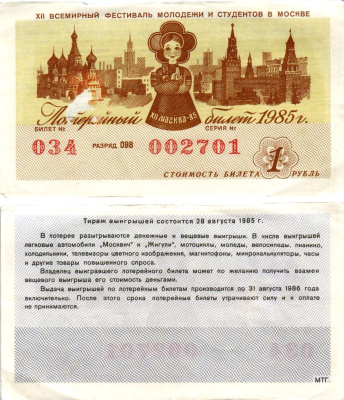 XII ВСЕМИРНЫЙ ФЕСТИВАЛЬ МОЛОДЕЖИ И СТУДЕНТОВ В МОСКВЕ
XII•МОСКВА•85
Лотерейный билет 1985г.
БИЛЕТ № СЕРИЯ №
034 РАЗРЯД 09В 002701
1
СТОИМОСТЬ БИЛЕТА РУБЛЬ
Тираж выигрышей состоится 28 августа 1985 г.
В лотерее разыгрываются денежные и вещевые выигрыши. В числе выигрышей
легковые автомобили "Москвич" и "Жигули", мотоциклы, мопеды, велосипеды, пианино,
холодильники, телевизоры цветного изображения, магнитофоны, микрокалькуляторы, часы
и другие товары повышенного спроса.
Владелец выигравшего лотерейного билета может по желанию получить взамен
вещевого выигрыша его стоимость деньгами.
Выдача выигрышей по лотерейным билетам производится по 31 августа 1986 года
включительно. После этого срока лотерейные билеты утрачивают силу и к оплате
не принимаются.
МТГ.